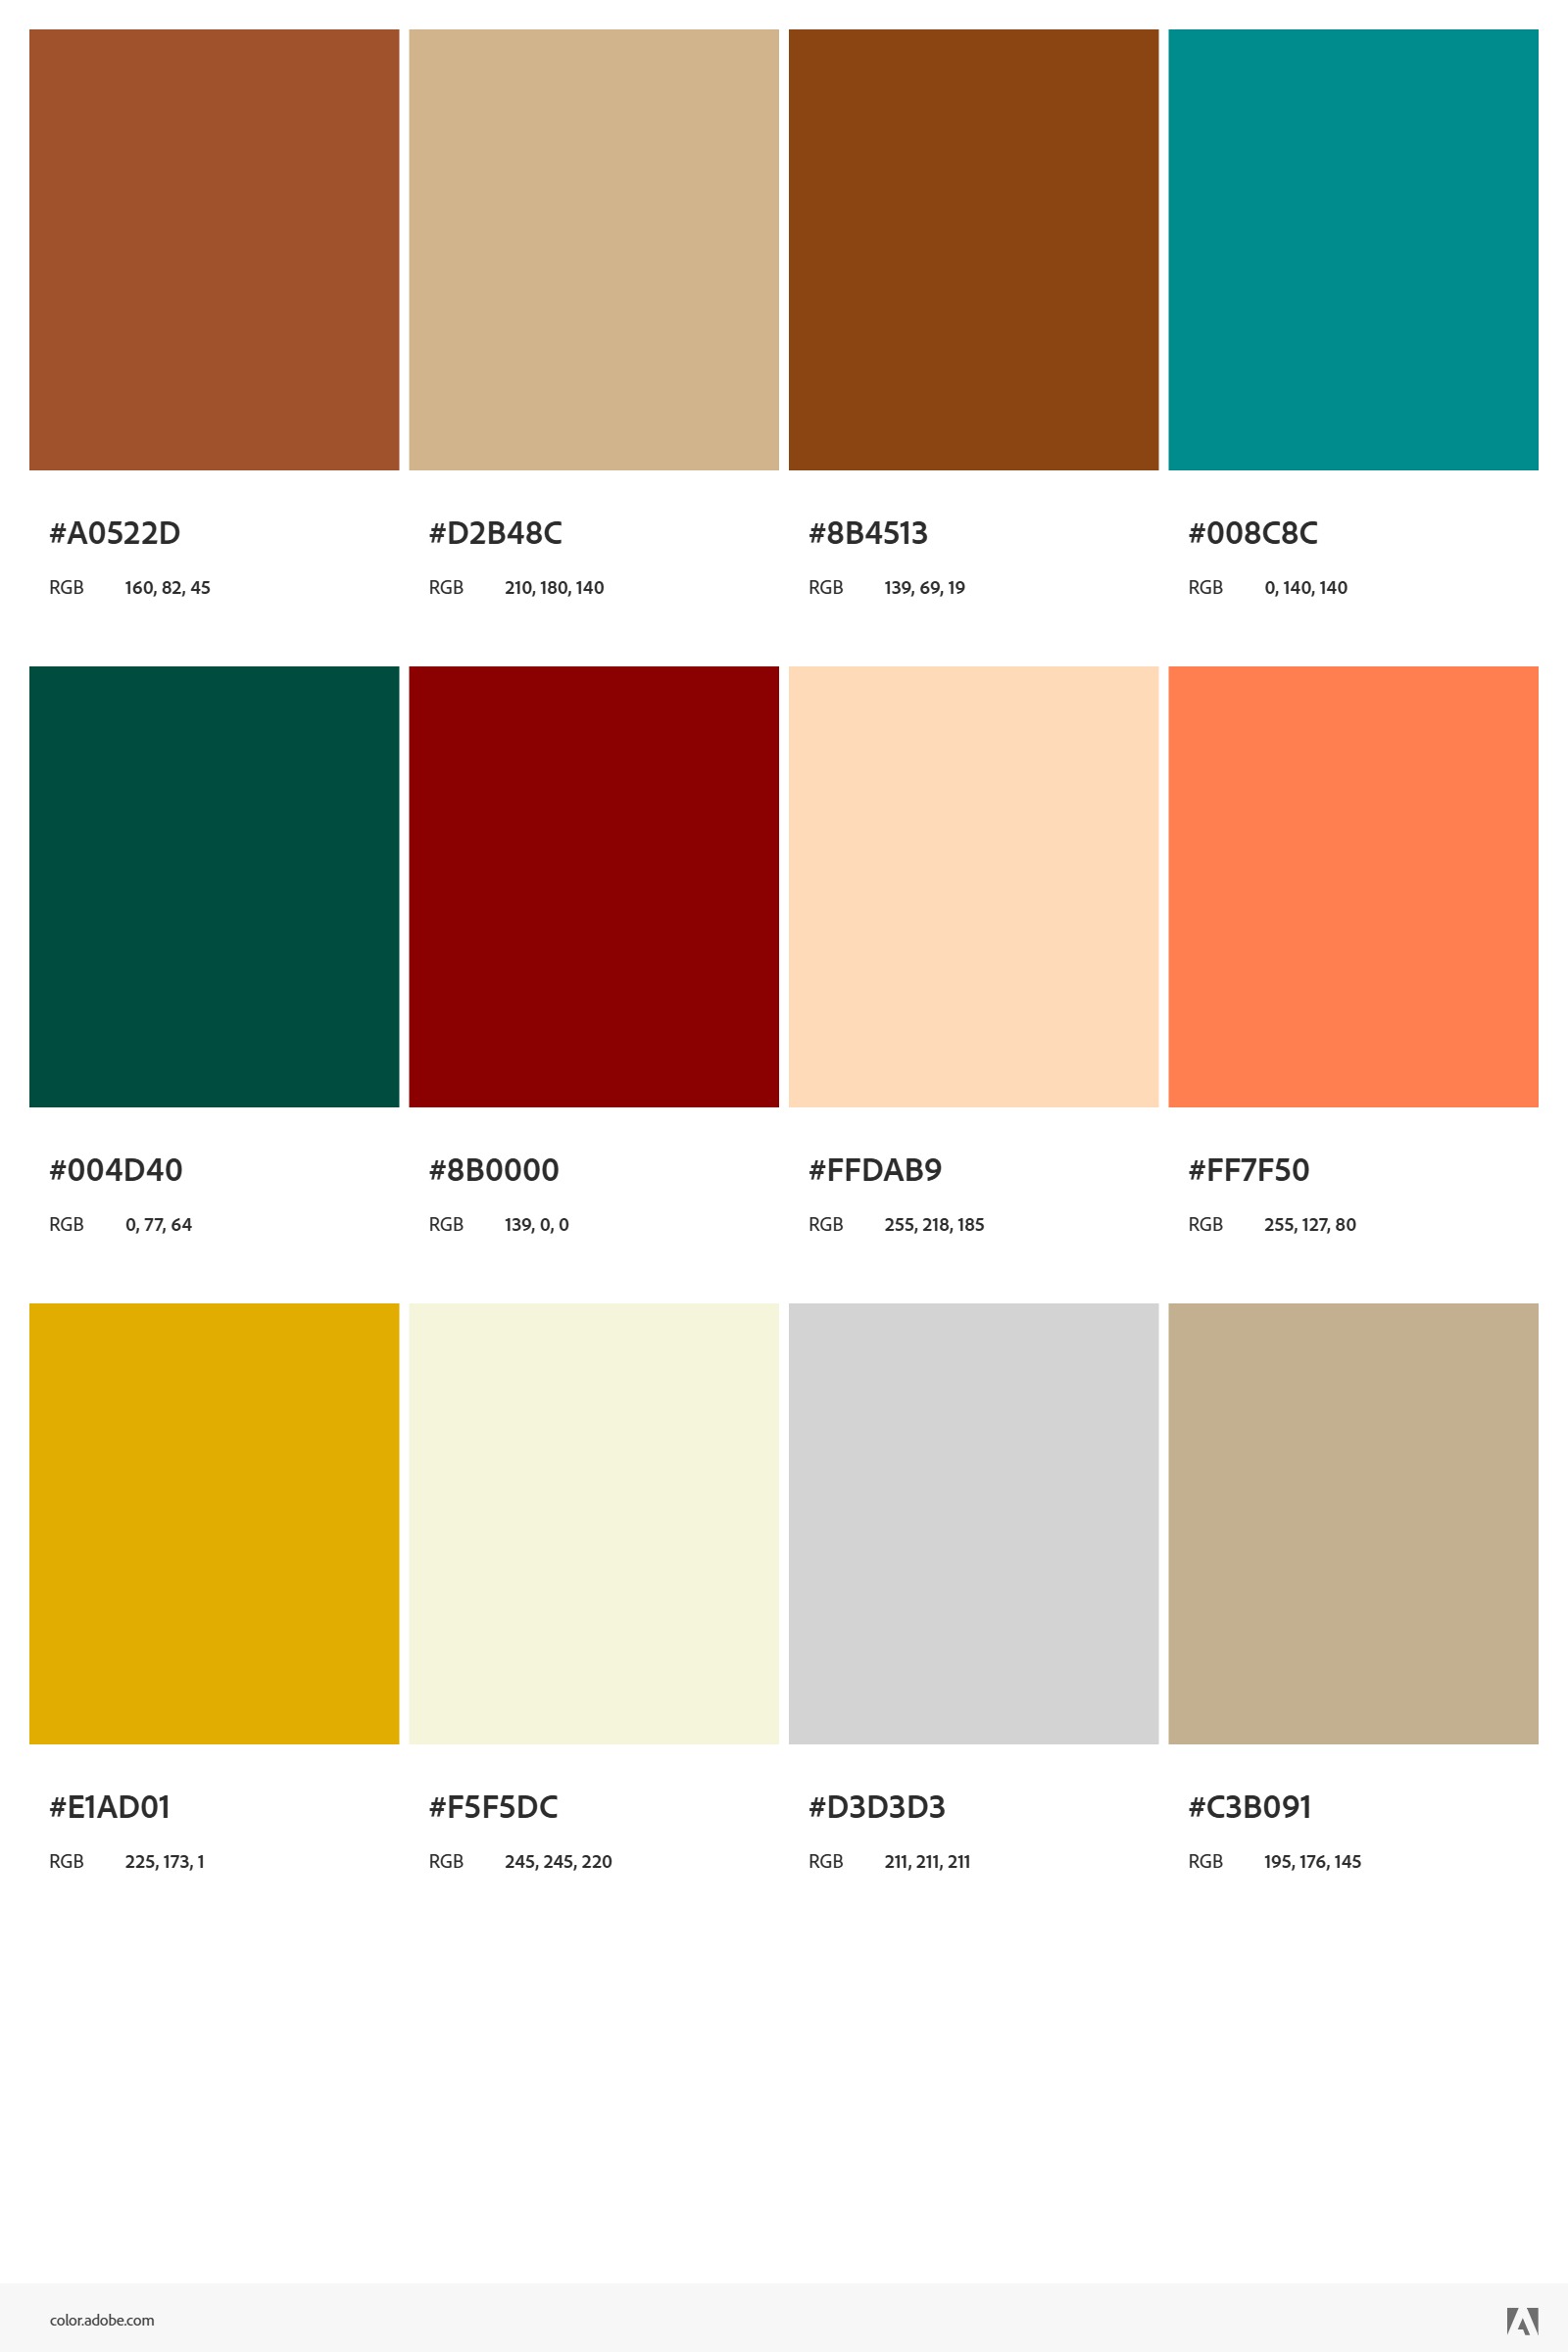 #A0522D #D2B48C #8B4513 #008C8C
RGB 160, 82, 45 RGB 210, 180, 140 RGB 139, 69, 19 RGB 0, 140, 140
#004D40 #8B0000 #FFDAB9 #FF7F50
RGB 0, 77, 64 RGB 139, 0, 0 RGB 255, 218, 185 RGB 255, 127, 80
#E1AD01 #F5F5DC #D3D3D3 #C3B091
RGB 225, 173, 1 RGB 245, 245, 220 RGB 211, 211, 211 RGB 195, 176, 145
color.adobe.com